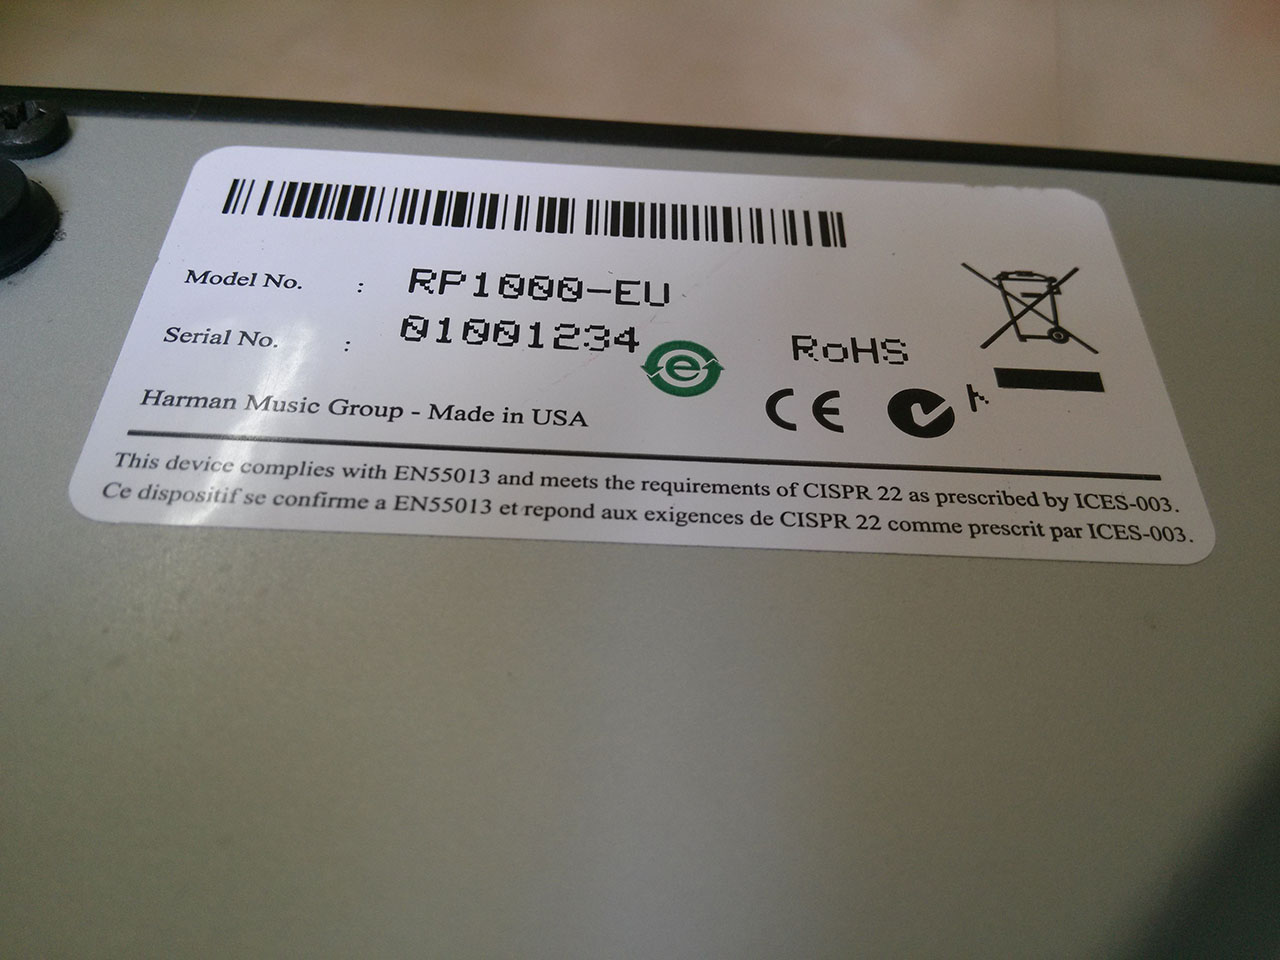 Model No. : RP1000-EU
Serial No. : 01001234
e
RoHS
Harman Music Group - Made in USA
CE
This device complies with EN55013 and meets the requirements of CISPR 22 as prescribed by ICES-003.
Ce dispositif se confirme a EN55013 et repond aux exigences de CISPR 22 comme prescrit par ICES-003.